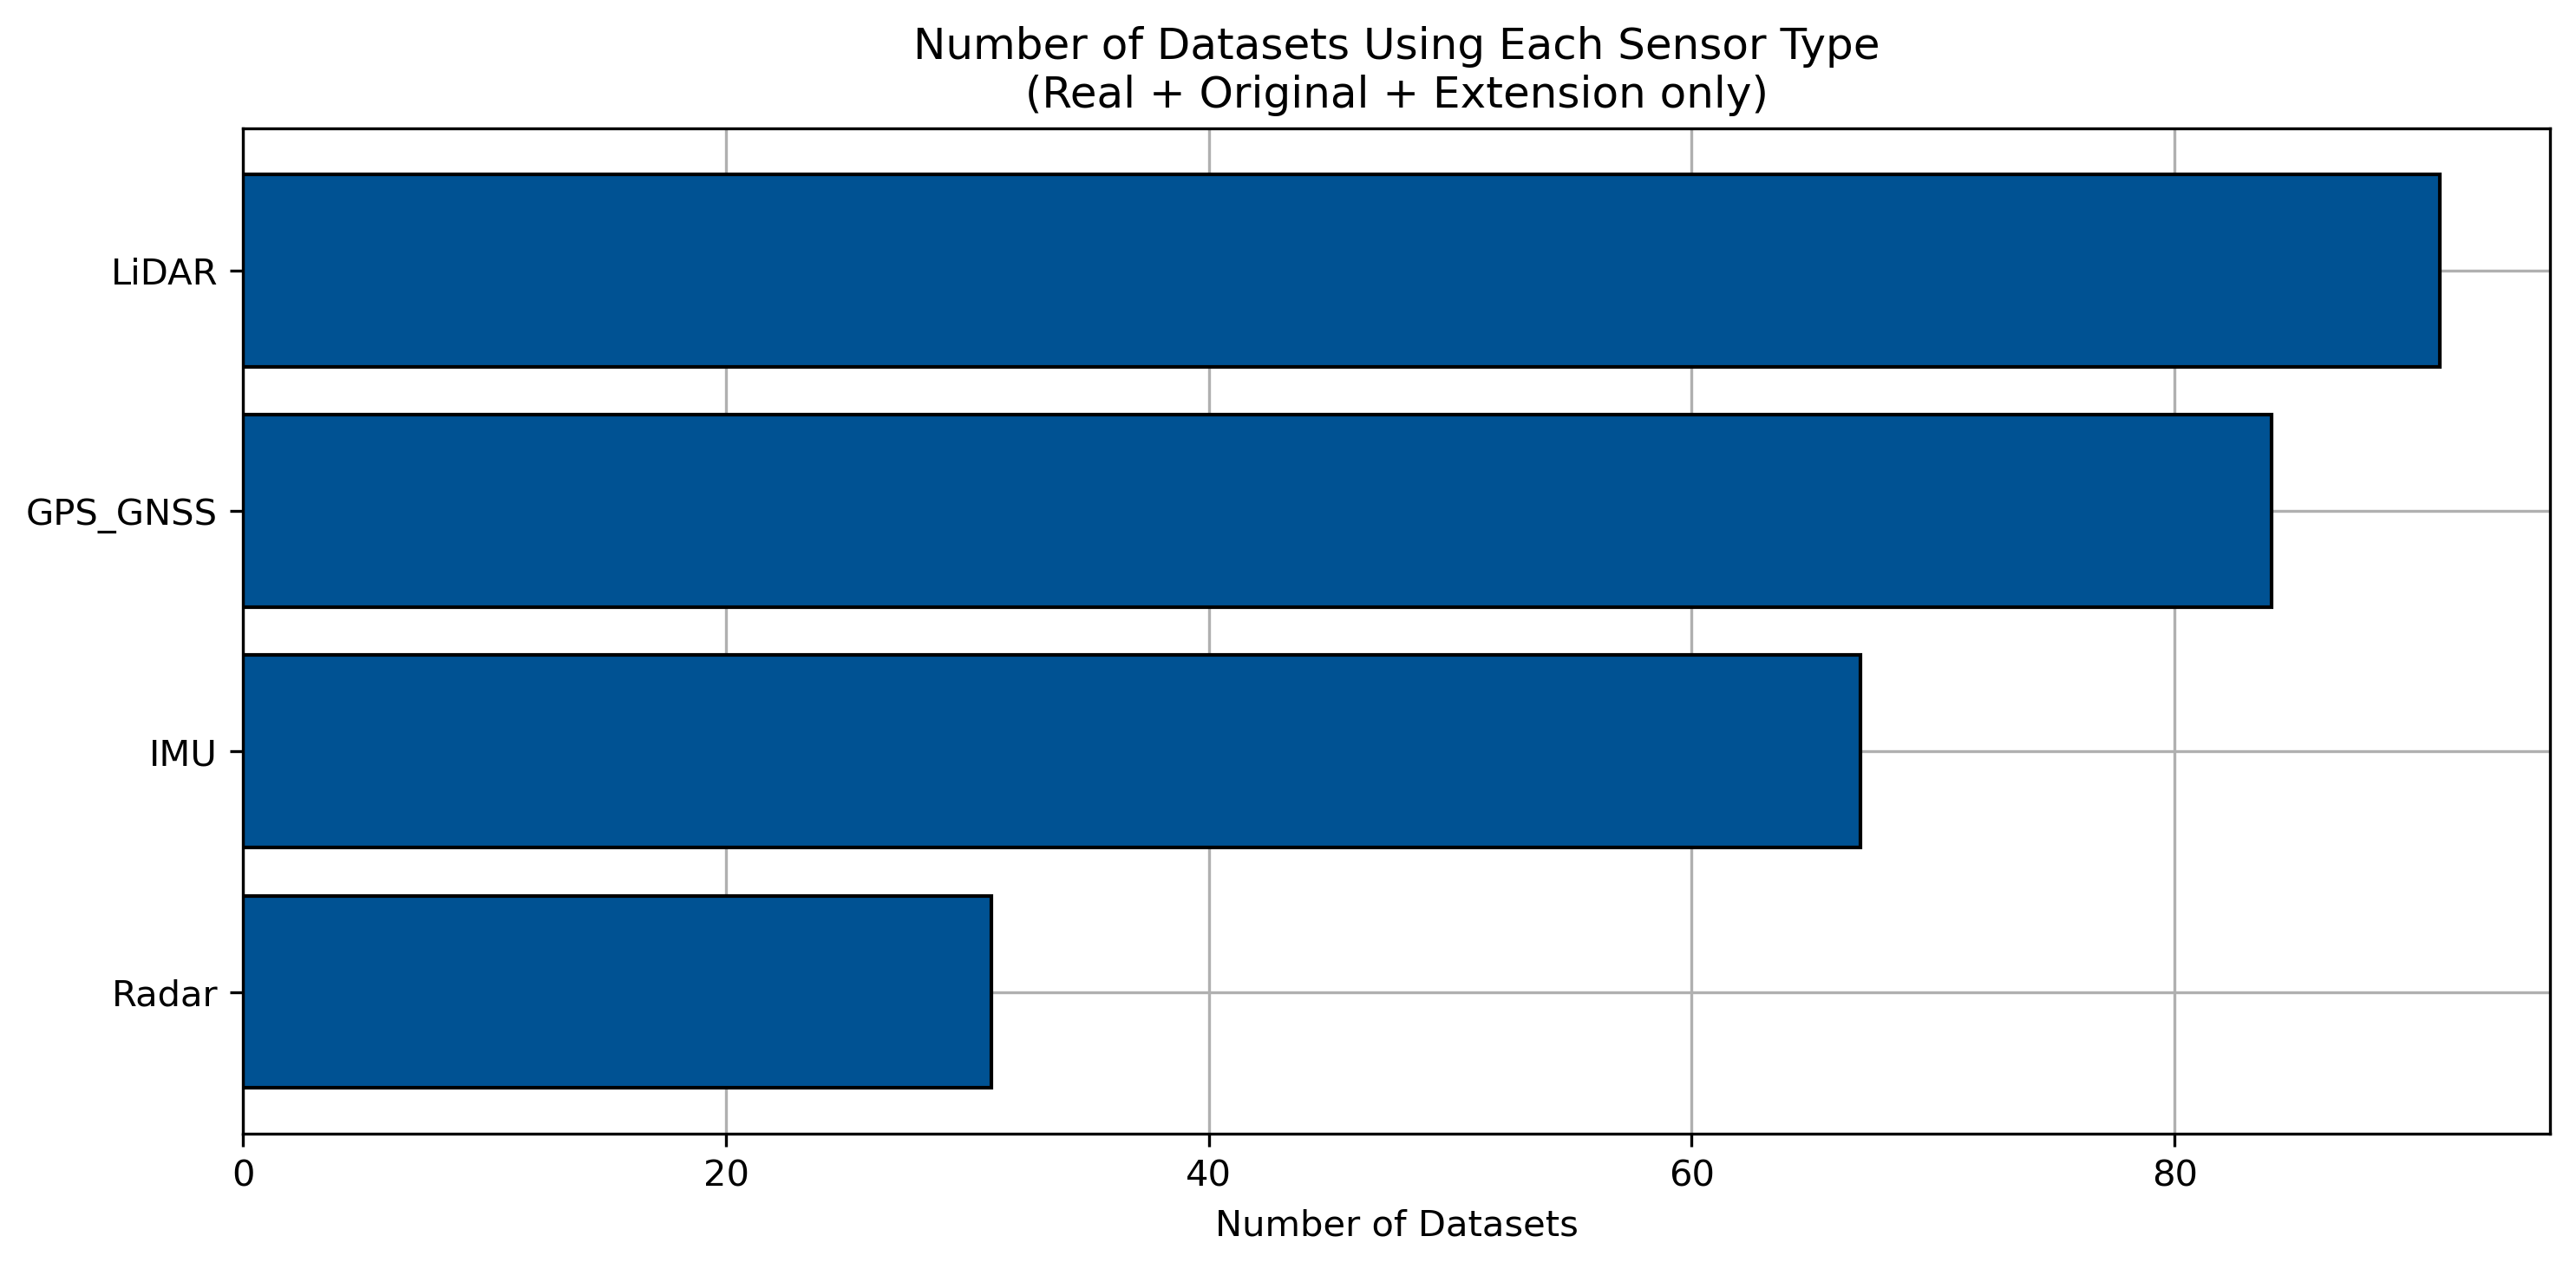 Number of Datasets Using Each Sensor Type
(Real + Original + Extension only)
LiDAR
GPS_GNSS
IMU
Radar
0 20 40 60 80
Number of Datasets